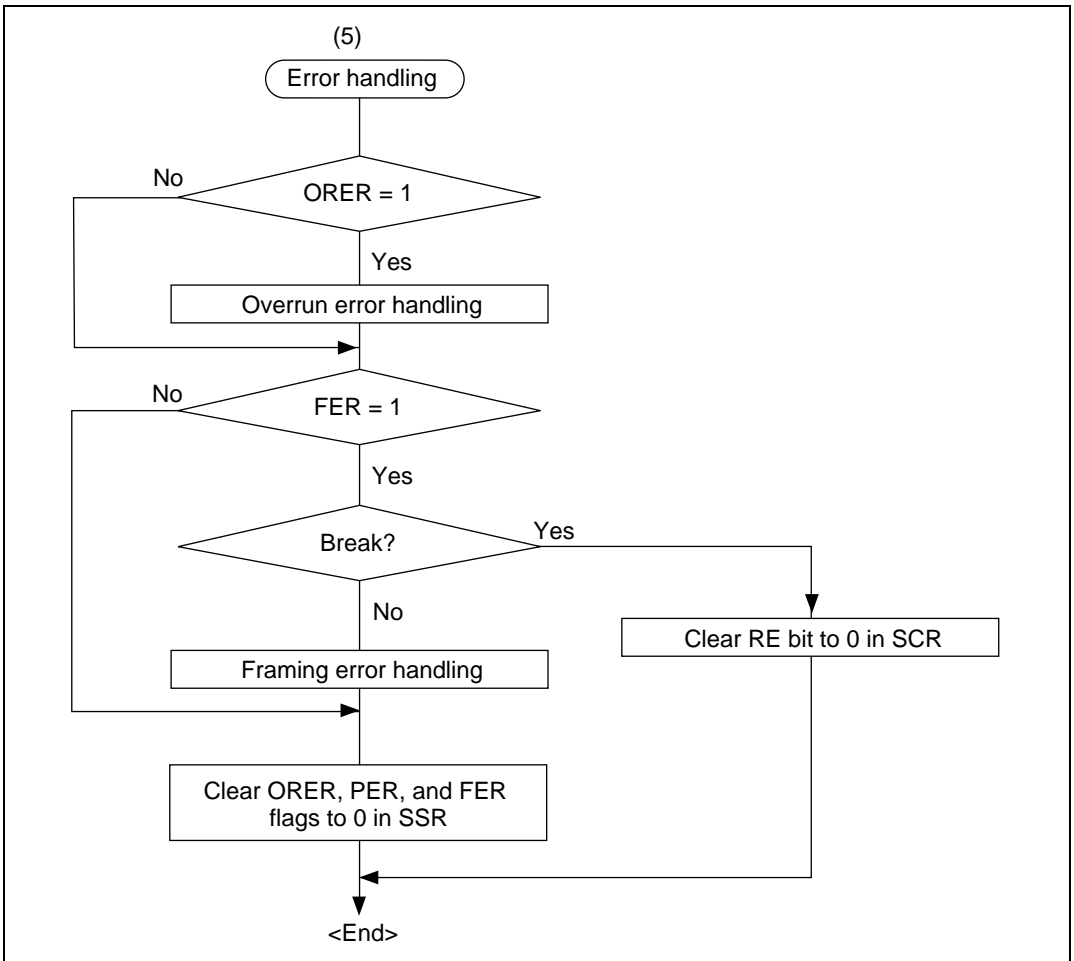 (5)
Error handling
No
ORER = 1
Yes
Overrun error handling
No
FER = 1
Yes
Break?
Yes
No
Clear RE bit to 0 in SCR
Framing error handling
Clear ORER, PER, and FER
flags to 0 in SSR
<End>